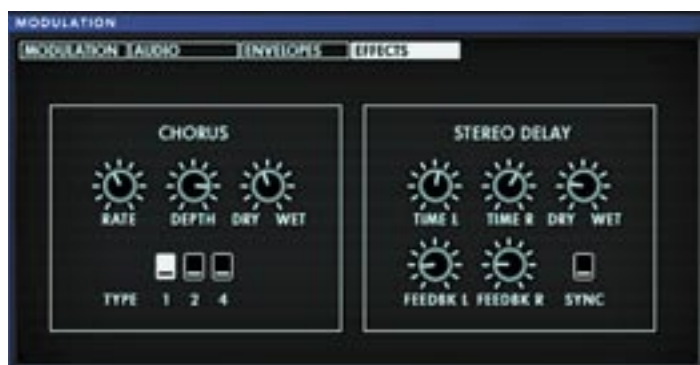 MODULATION
MODULATION AUDIO ENVELOPES EFFECTS
CHORUS
RATE DEPTH DRY WET
TYPE 1 2 4
STEREO DELAY
TIME L TIME R DRY WET
FEEDBK L FEEDBK R SYNC